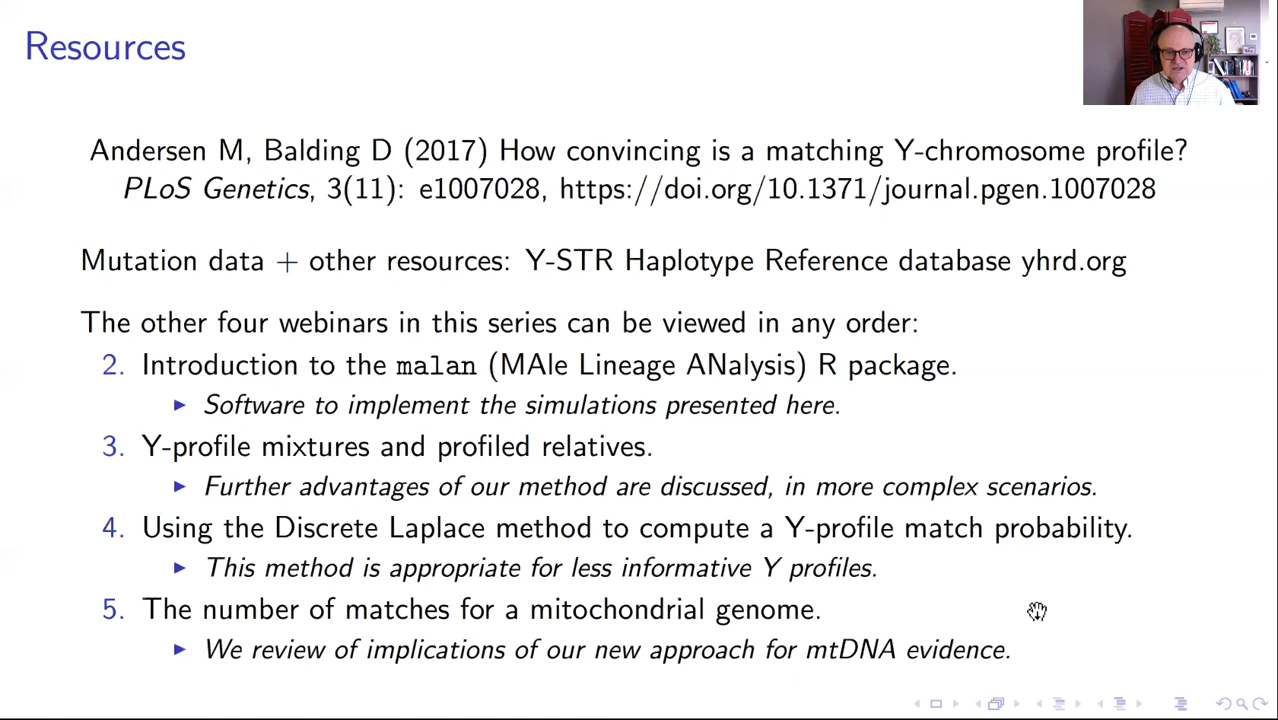 Resources
Andersen M, Balding D (2017) How convincing is a matching Y-chromosome profile?
PLoS Genetics, 3(11): e1007028, https://doi.org/10.1371/journal.pgen.1007028
Mutation data + other resources: Y-STR Haplotype Reference database yhrd.org
The other four webinars in this series can be viewed in any order:
2. Introduction to the malan (MAle Lineage ANalysis) R package.
▶ Software to implement the simulations presented here.
3. Y-profile mixtures and profiled relatives.
▶ Further advantages of our method are discussed, in more complex scenarios.
4. Using the Discrete Laplace method to compute a Y-profile match probability.
▶ This method is appropriate for less informative Y profiles.
5. The number of matches for a mitochondrial genome.
▶ We review of implications of our new approach for mtDNA evidence.